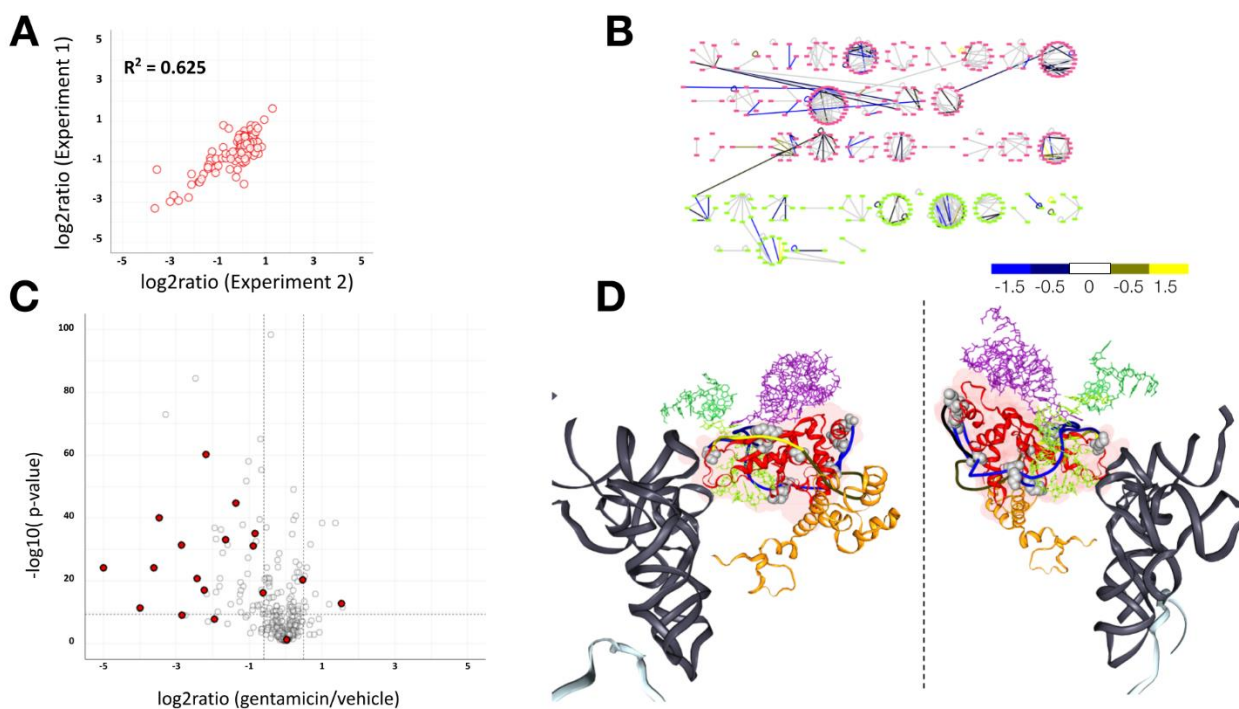 A
B
5
3
1
-1
-3
-5
R² = 0.625
log2ratio (Experiment 1)
-5 -3 -1 1 3 5
log2ratio (Experiment 2)
-1.5 -0.5 0 -0.5 1.5
C
D
100
80
60
40
20
0
-log10( p-value)
-5 -3 -1 1 3 5
log2ratio (gentamicin/vehicle)